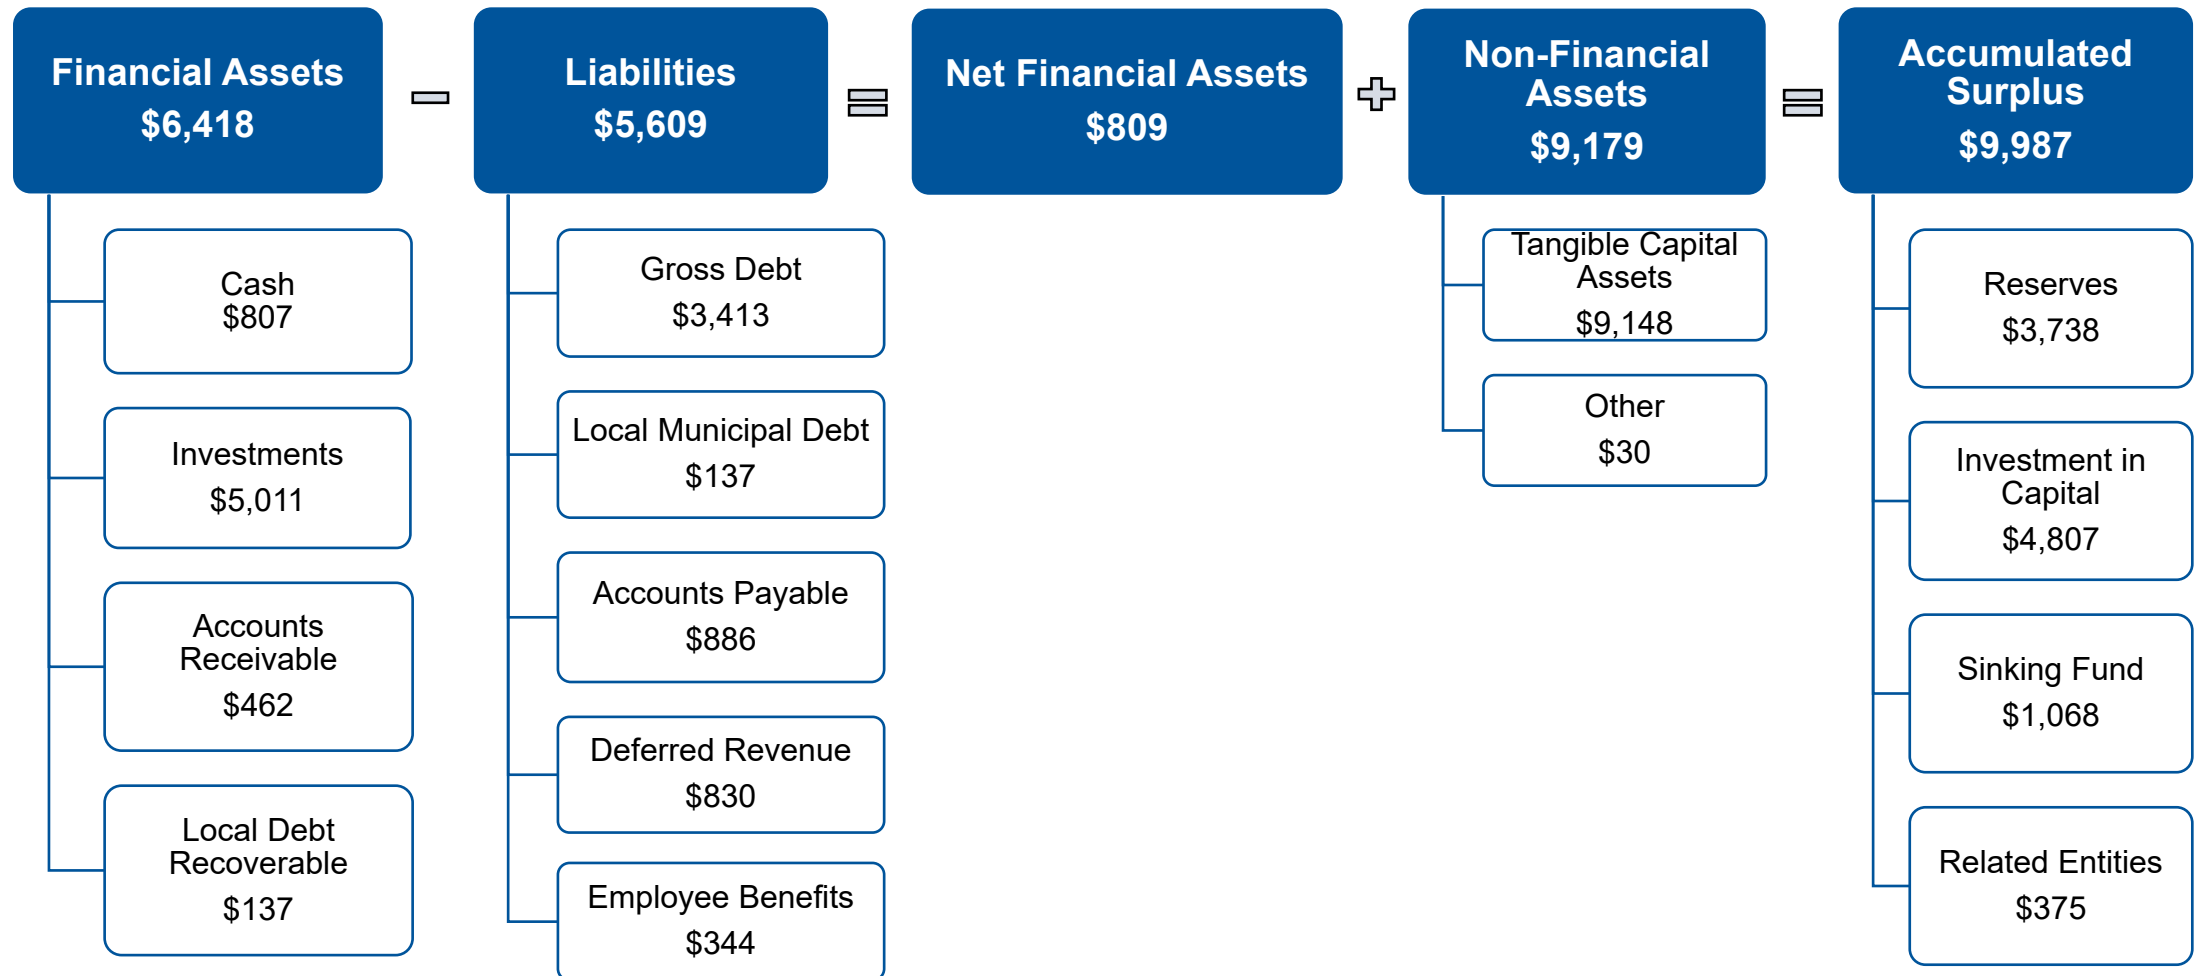 Financial Assets
$6,418
Liabilities
$5,609
Net Financial Assets
$809
Non-Financial
Assets
$9,179
Accumulated
Surplus
$9,987
Cash
$807
Investments
$5,011
Accounts
Receivable
$462
Local Debt
Recoverable
$137
Gross Debt
$3,413
Local Municipal Debt
$137
Accounts Payable
$886
Deferred Revenue
$830
Employee Benefits
$344
Tangible Capital
Assets
$9,148
Other
$30
Reserves
$3,738
Investment in
Capital
$4,807
Sinking Fund
$1,068
Related Entities
$375